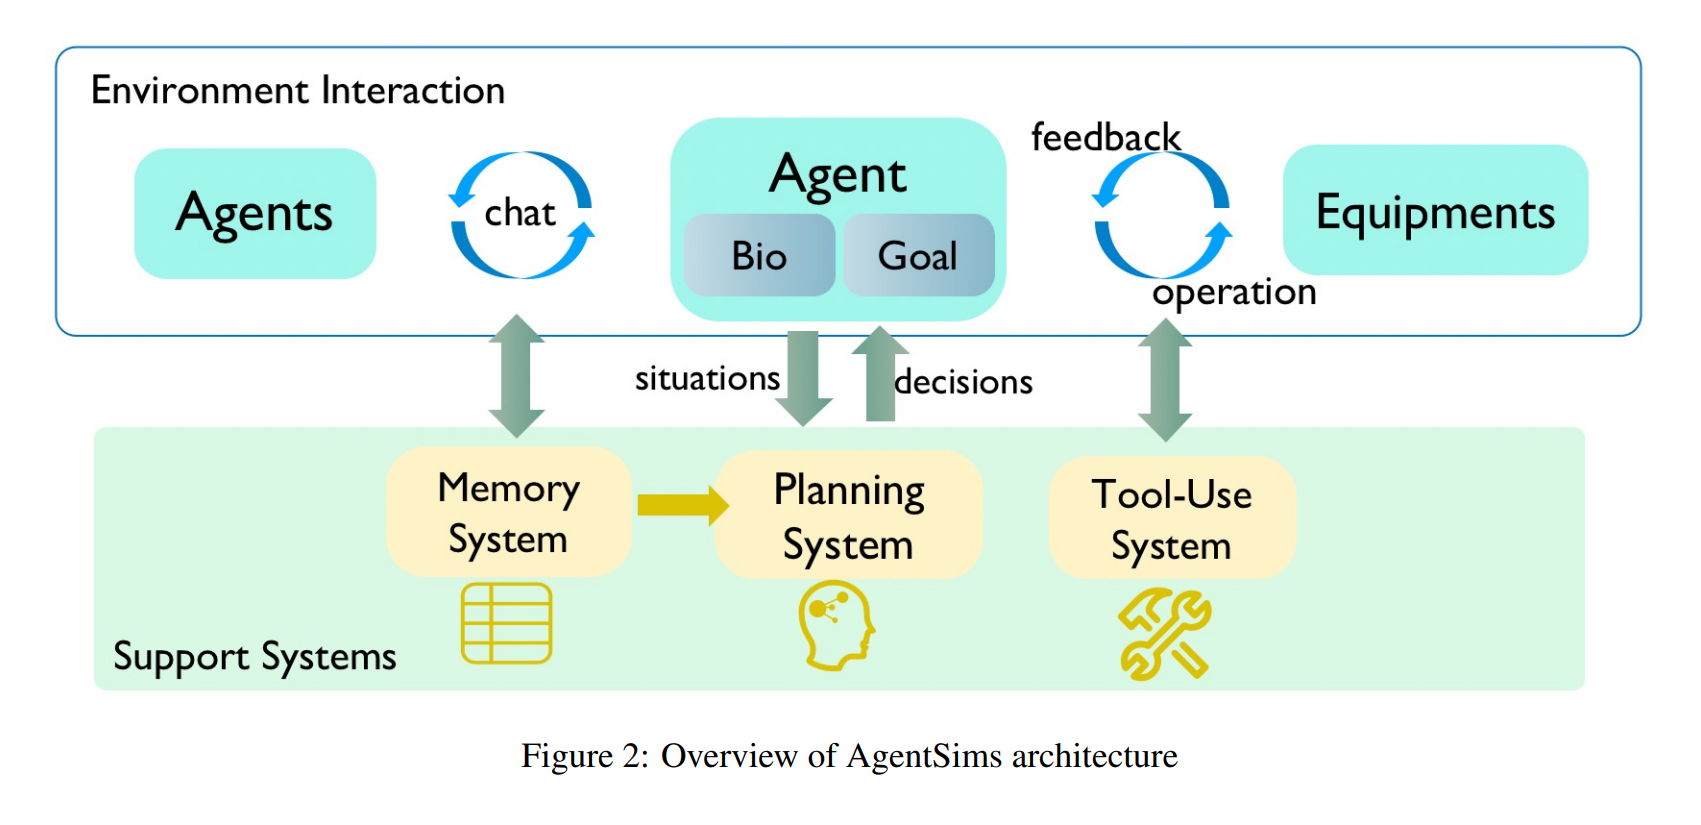 Environment Interaction
Agents
chat
Agent
Bio
Goal
feedback
operation
Equipments
situations
decisions
Memory
System
Planning
System
Tool-Use
System
Support Systems
Figure 2: Overview of AgentSims architecture